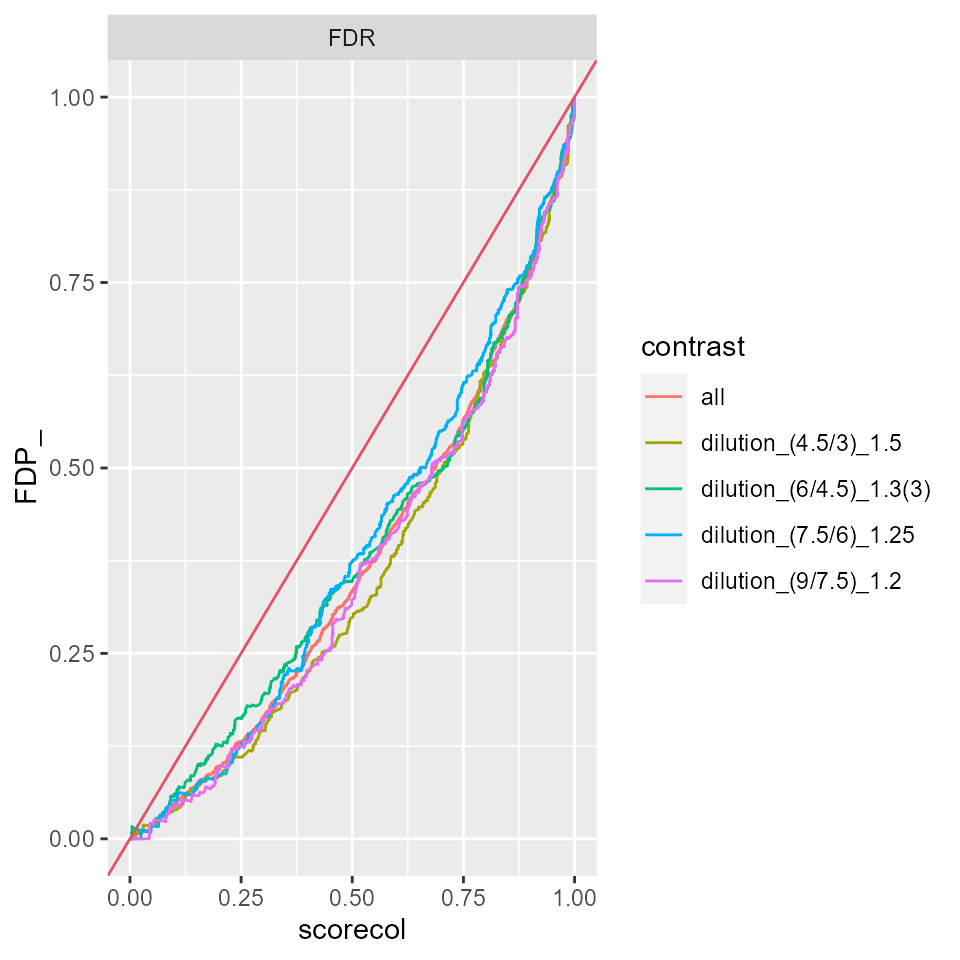 FDR
1.00
0.75
0.50
0.25
0.00
FDP_
0.00 0.25 0.50 0.75 1.00
scorecol
contrast
all
dilution_(4.5/3)_1.5
dilution_(6/4.5)_1.3(3)
dilution_(7.5/6)_1.25
dilution_(9/7.5)_1.2